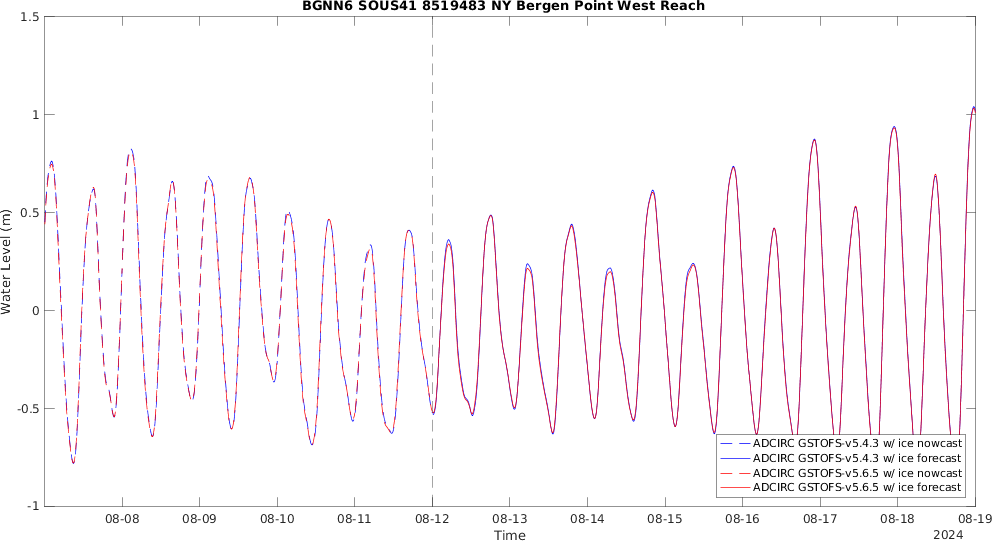 BGNN6 SOUS41 8519483 NY Bergen Point West Reach
1.5
1
0.5
0
-0.5
-1
Water Level (m)
08-08 08-09 08-10 08-11 08-12 08-13 08-14 08-15 08-16 08-17 08-18 08-19
Time
2024
ADCIRC GSTOFS-v5.4.3 w/ ice nowcast
ADCIRC GSTOFS-v5.4.3 w/ ice forecast
ADCIRC GSTOFS-v5.6.5 w/ ice nowcast
ADCIRC GSTOFS-v5.6.5 w/ ice forecast